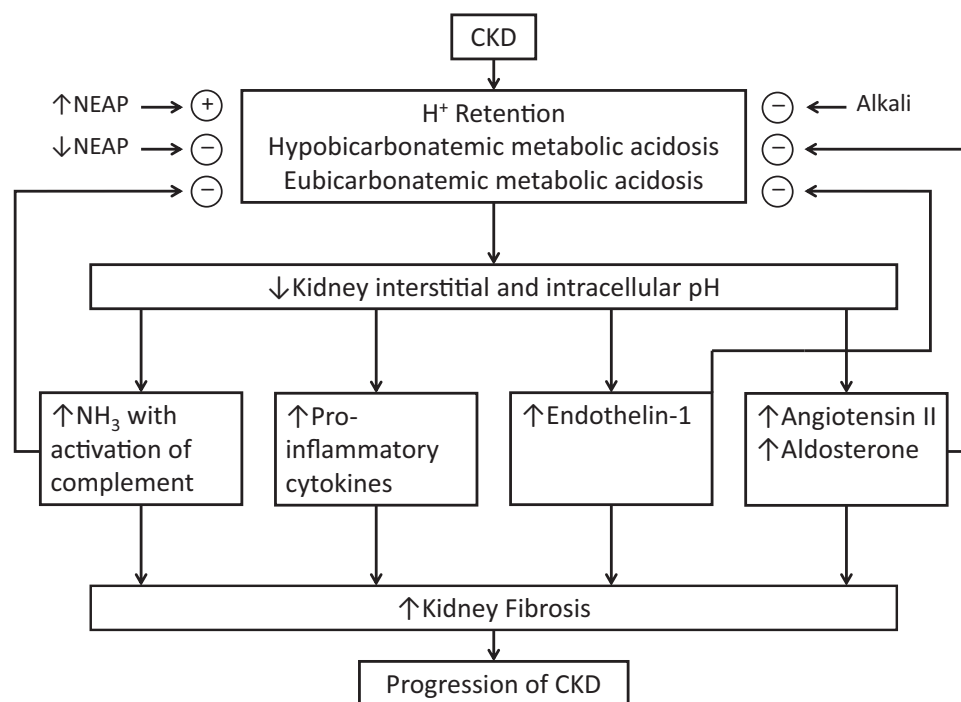 CKD
↑NEAP
+
H⁺ Retention
−
Alkali
↓NEAP
−
Hypobicarbonatemic metabolic acidosis
−
−
Eubicarbonatemic metabolic acidosis
−
↓Kidney interstitial and intracellular pH
↑NH₃ with
activation of
complement
↑Pro-
inflammatory
cytokines
↑Endothelin-1
↑Angiotensin II
↑Aldosterone
↑Kidney Fibrosis
Progression of CKD